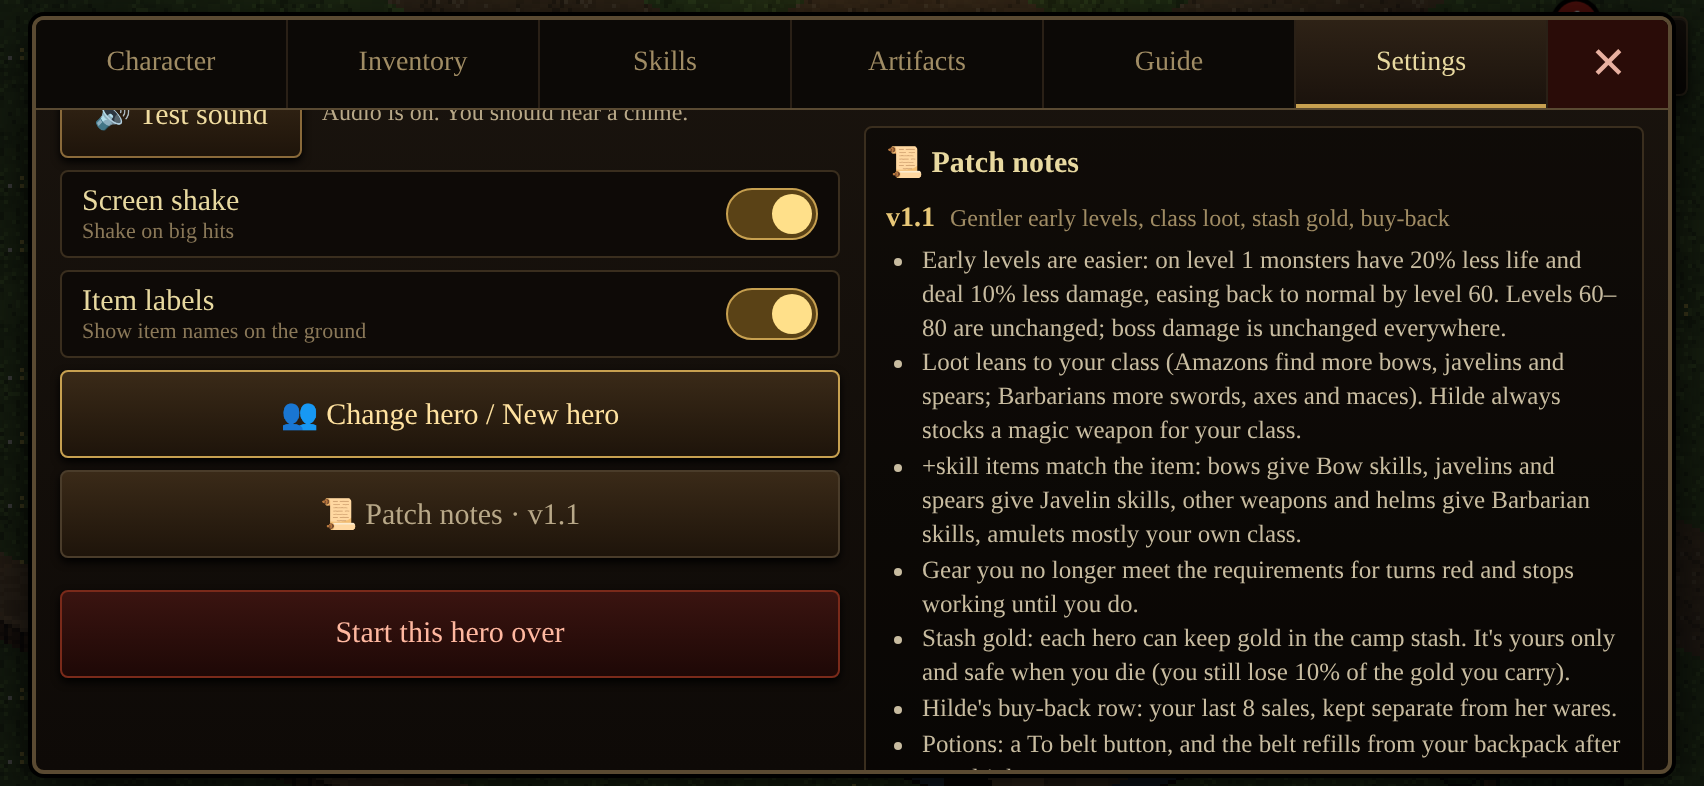 Character
Inventory
Skills
Artifacts
Guide
Settings
✕
🔊 Test sound
Audio is on. You should hear a chime.
Screen shake
Shake on big hits
Item labels
Show item names on the ground
👥 Change hero / New hero
📜 Patch notes · v1.1
Start this hero over
📜 Patch notes
v1.1 Gentler early levels, class loot, stash gold, buy-back
• Early levels are easier: on level 1 monsters have 20% less life and
deal 10% less damage, easing back to normal by level 60. Levels 60–
80 are unchanged; boss damage is unchanged everywhere.
• Loot leans to your class (Amazons find more bows, javelins and
spears; Barbarians more swords, axes and maces). Hilde always
stocks a magic weapon for your class.
• +skill items match the item: bows give Bow skills, javelins and
spears give Javelin skills, other weapons and helms give Barbarian
skills, amulets mostly your own class.
• Gear you no longer meet the requirements for turns red and stops
working until you do.
• Stash gold: each hero can keep gold in the camp stash. It's yours only
and safe when you die (you still lose 10% of the gold you carry).
• Hilde's buy-back row: your last 8 sales, kept separate from her wares.
• Potions: a To belt button, and the belt refills from your backpack after